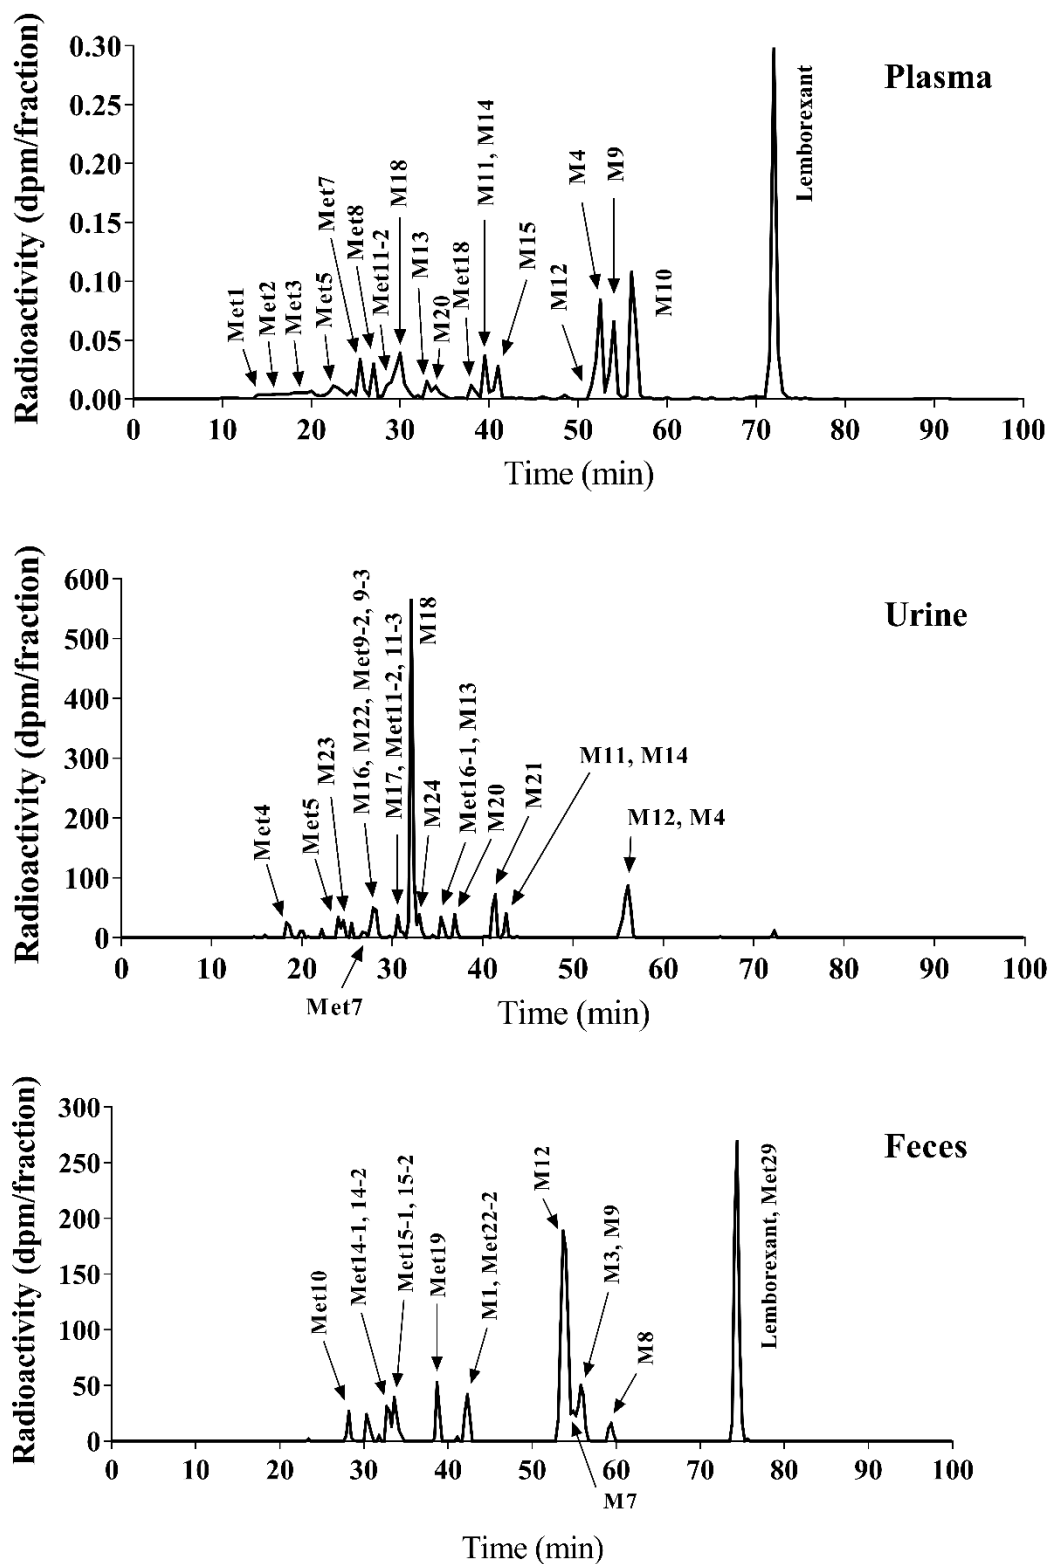 Plasma
Radioactivity (dpm/fraction)
0.30
0.25
0.20
0.15
0.10
0.05
0.00
Met1
Met2
Met3
Met5
Met7
Met8
Met11-2
M18
M13
M20
Met18
M11, M14
M15
M12
M4
M9
M10
Lemborexant
0 10 20 30 40 50 60 70 80 90 100
Time (min)
Urine
Radioactivity (dpm/fraction)
600
500
400
300
200
100
0
Met4
Met5
M23
Met7
M16, M22, Met9-2, 9-3
M17, Met11-2, 11-3
M18
M24
Met16-1, M13
M20
M21
M11, M14
M12, M4
0 10 20 30 40 50 60 70 80 90 100
Time (min)
Feces
Radioactivity (dpm/fraction)
300
250
200
150
100
50
0
Met10
Met14-1, 14-2
Met15-1, 15-2
Met19
M1, Met22-2
M12
M7
M3, M9
M8
Lemborexant, Met29
0 10 20 30 40 50 60 70 80 90 100
Time (min)